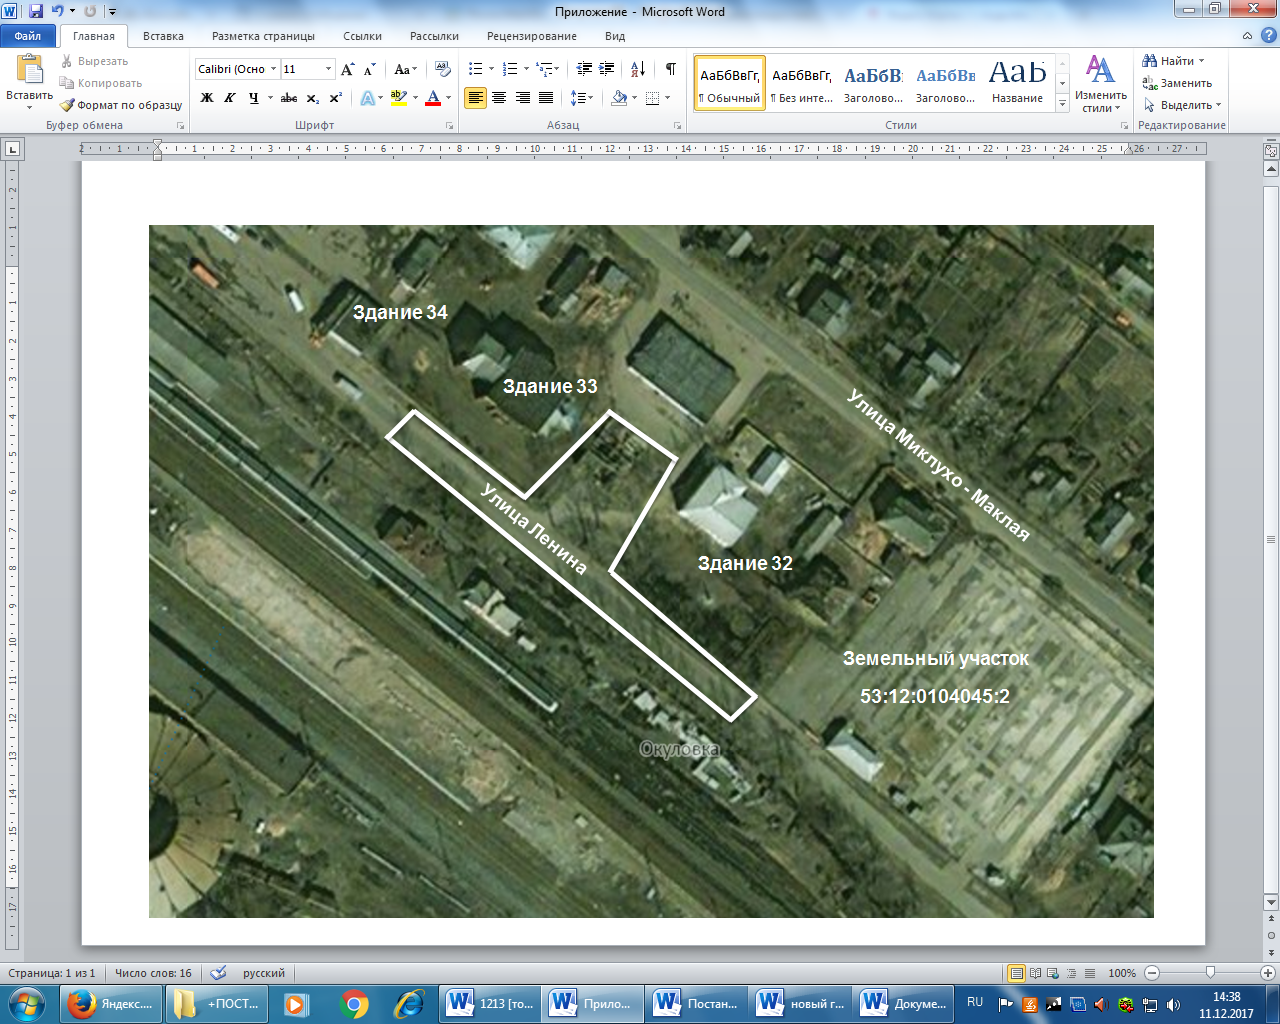 Приложение - Microsoft Word
Файл Главная Вставка Разметка страницы Ссылки Рассылки Рецензирование Вид
Вставить
Вырезать
Копировать
Формат по образцу
Буфер обмена
Calibri (Осно 11
Шрифт
Абзац
АаБбВвГг, АаБбВвГг, АаБбВ АаБбВв АаБ
¶ Обычный ¶ Без инте... Заголово... Заголово... Название
Изменить стили
Стили
Найти
Заменить
Выделить
Редактирование
Здание 34
Здание 33
Улица Миклухо - Маклая
Улица Ленина
Здание 32
Земельный участок
53:12:0104045:2
Окуловка
Страница: 1 из 1 Число слов: 16 русский 100%
Яндекс.... +ПОСТ... 1213 [то... Прило... Постан... новый г... Докуме... RU 14:38
11.12.2017